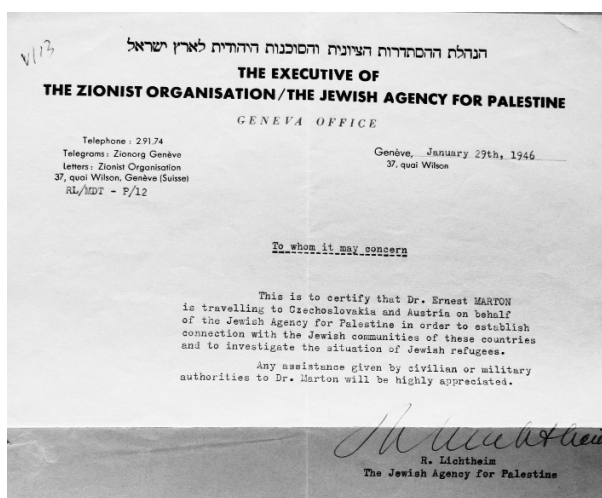 VI13
הנהלת ההסתדרות הציונית והסוכנות היהודית לארץ ישראל
THE EXECUTIVE OF
THE ZIONIST ORGANISATION/THE JEWISH AGENCY FOR PALESTINE
GENEVA OFFICE
Telephone : 2.91.74
Telegrams : Zionorg Genève
Letters : Zionist Organisation
37, quai Wilson, Genève (Suisse)
RL/MDT - P/12
Genève, January 29th, 1946
37, quai Wilson
To whom it may concern
This is to certify that Dr. Ernest MARTON
is travelling to Czechoslovakia and Austria on behalf
of the Jewish Agency for Palestine in order to establish
connection with the Jewish communities of these countries
and to investigate the situation of Jewish refugees.
Any assistance given by civilian or military
authorities to Dr. Marton will be highly appreciated.
R. Lichtheim
The Jewish Agency for Palestine